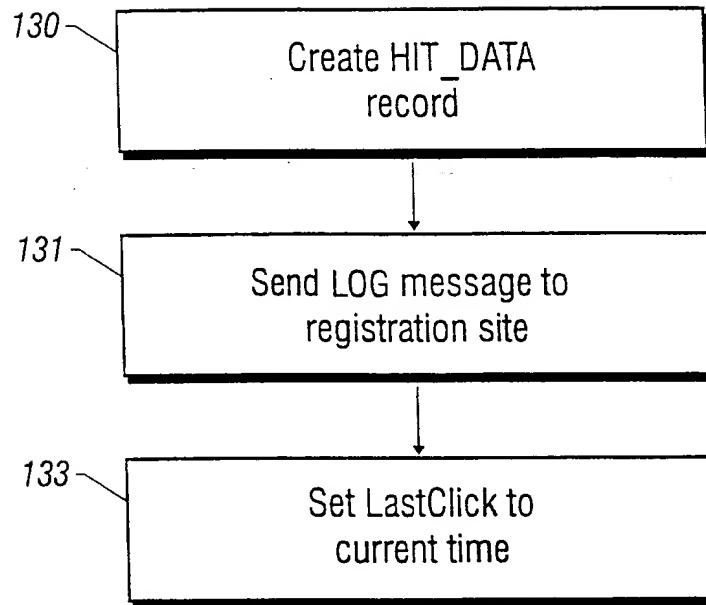 130
Create HIT_DATA
record
131
Send LOG message to
registration site
133
Set LastClick to
current time